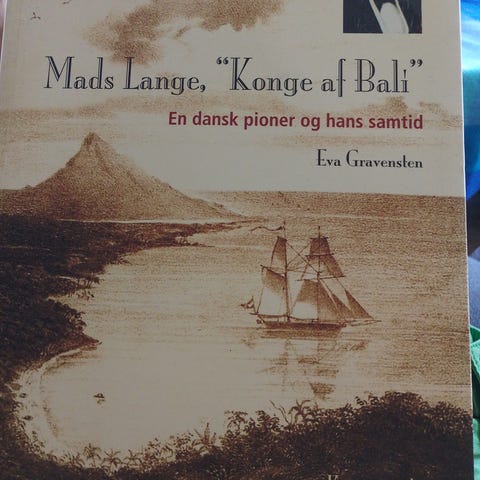 Mads Lange, “Konge af Bali”
En dansk pioner og hans samtid
Eva Gravensten